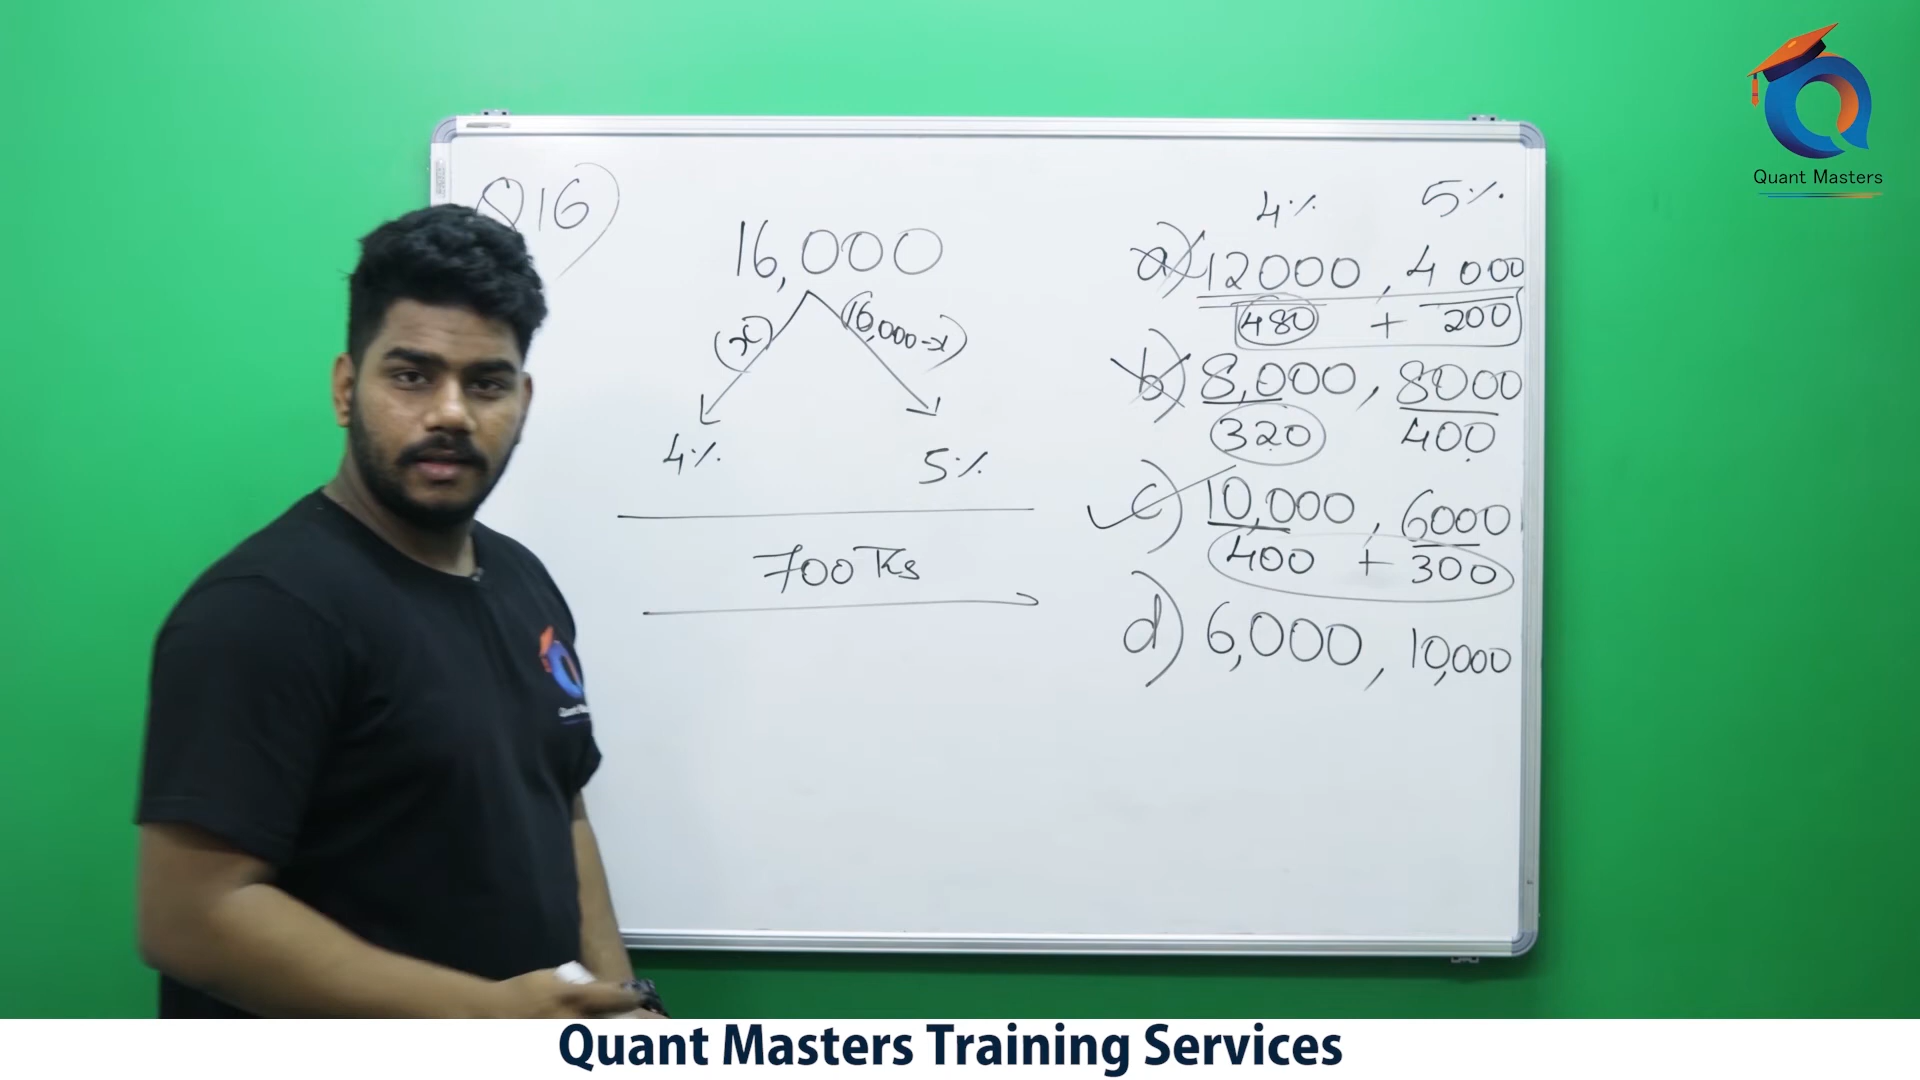 Quant Masters
Q16)
16,000
(x) (16,000-x)
4% 5%
700 Rs
4% 5%
a) 12000, 4000
480 + 200
b) 8,000, 8000
320 400
c) 10,000, 6000
400 + 300
d) 6,000, 10,000
Quant Masters Training Services